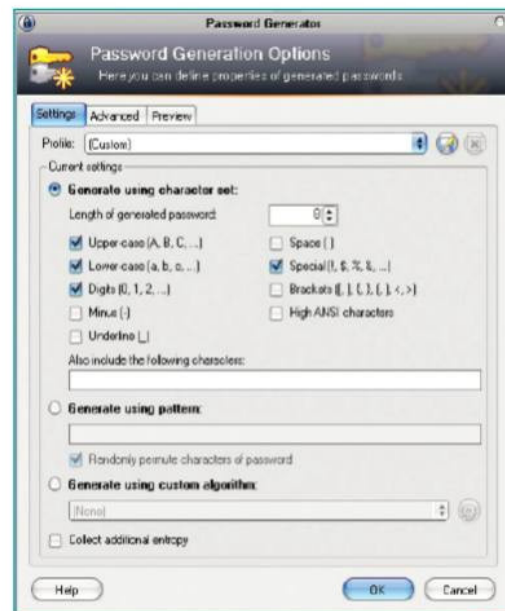 Password Generator
Password Generation Options
Here you can define properties of generated passwords
Settings Advanced Preview
Profile: (Custom)
Current settings
Generate using character set:
Length of generated password:
Upper-case (A, B, C, ...) Space ( )
Lower-case (a, b, c, ...) Special (!, $, %, &, ...)
Digits (0, 1, 2, ...) Brackets ([, ], {, }, (, ), <, >)
Minus (-) High ANSI characters
Underline (_)
Also include the following characters:
Generate using pattern:
Randomly permute characters of password
Generate using custom algorithm:
(None)
Collect additional entropy
Help OK Cancel